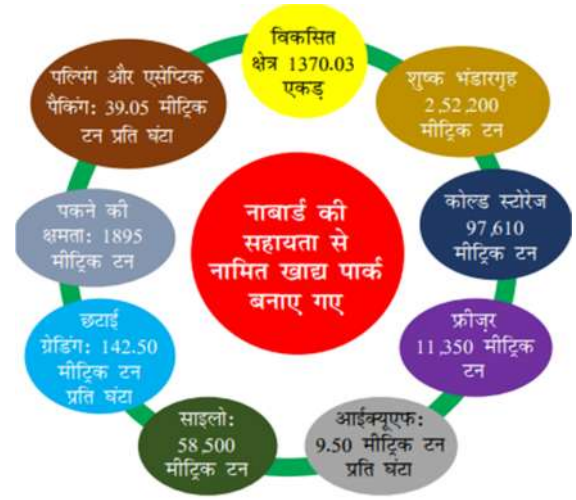 विकसित
क्षेत्र 1370.03
एकड़
शुष्क भंडारगृह
2,52,200
मीट्रिक टन
कोल्ड स्टोरेज
97,610
मीट्रिक टन
फ्रीज़र
11,350 मीट्रिक
टन
आईक्यूएफ:
9.50 मीट्रिक टन
प्रति घंटा
साइलो:
58,500
मीट्रिक टन
छटाई
ग्रेडिंग: 142.50
मीट्रिक टन
प्रति घंटा
पकने की
क्षमता: 1895
मीट्रिक टन
पल्पिंग और एसेप्टिक
पैकिंग: 39.05 मीट्रिक
टन प्रति घंटा
नाबार्ड की
सहायता से
नामित खाद्य पार्क
बनाए गए